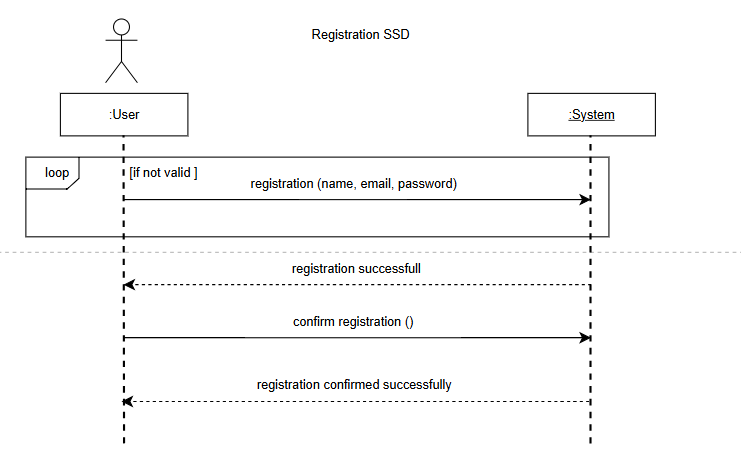 Registration SSD
:User
:System
loop
[if not valid ]
registration (name, email, password)
registration successfull
confirm registration ()
registration confirmed successfully